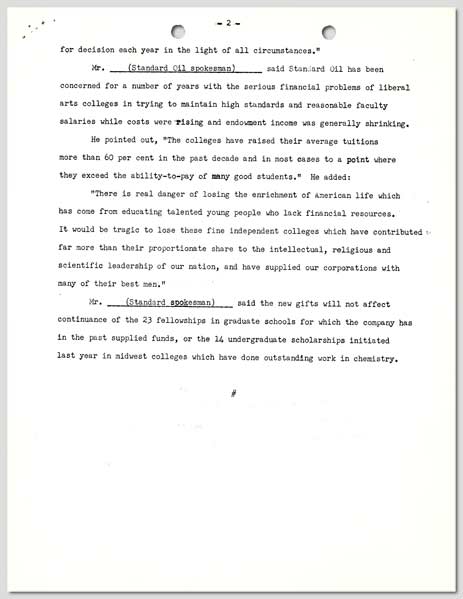 - 2 -
for decision each year in the light of all circumstances."
Mr. (Standard Oil spokesman) said Standard Oil has been
concerned for a number of years with the serious financial problems of liberal
arts colleges in trying to maintain high standards and reasonable faculty
salaries while costs were rising and endowment income was generally shrinking.
He pointed out, "The colleges have raised their average tuitions
more than 60 per cent in the past decade and in most cases to a point where
they exceed the ability-to-pay of many good students." He added:
"There is real danger of losing the enrichment of American life which
has come from educating talented young people who lack financial resources.
It would be tragic to lose these fine independent colleges which have contributed
far more than their proportionate share to the intellectual, religious and
scientific leadership of our nation, and have supplied our corporations with
many of their best men."
Mr. (Standard spokesman) said the new gifts will not affect
continuance of the 23 fellowships in graduate schools for which the company has
in the past supplied funds, or the 14 undergraduate scholarships initiated
last year in midwest colleges which have done outstanding work in chemistry.
#